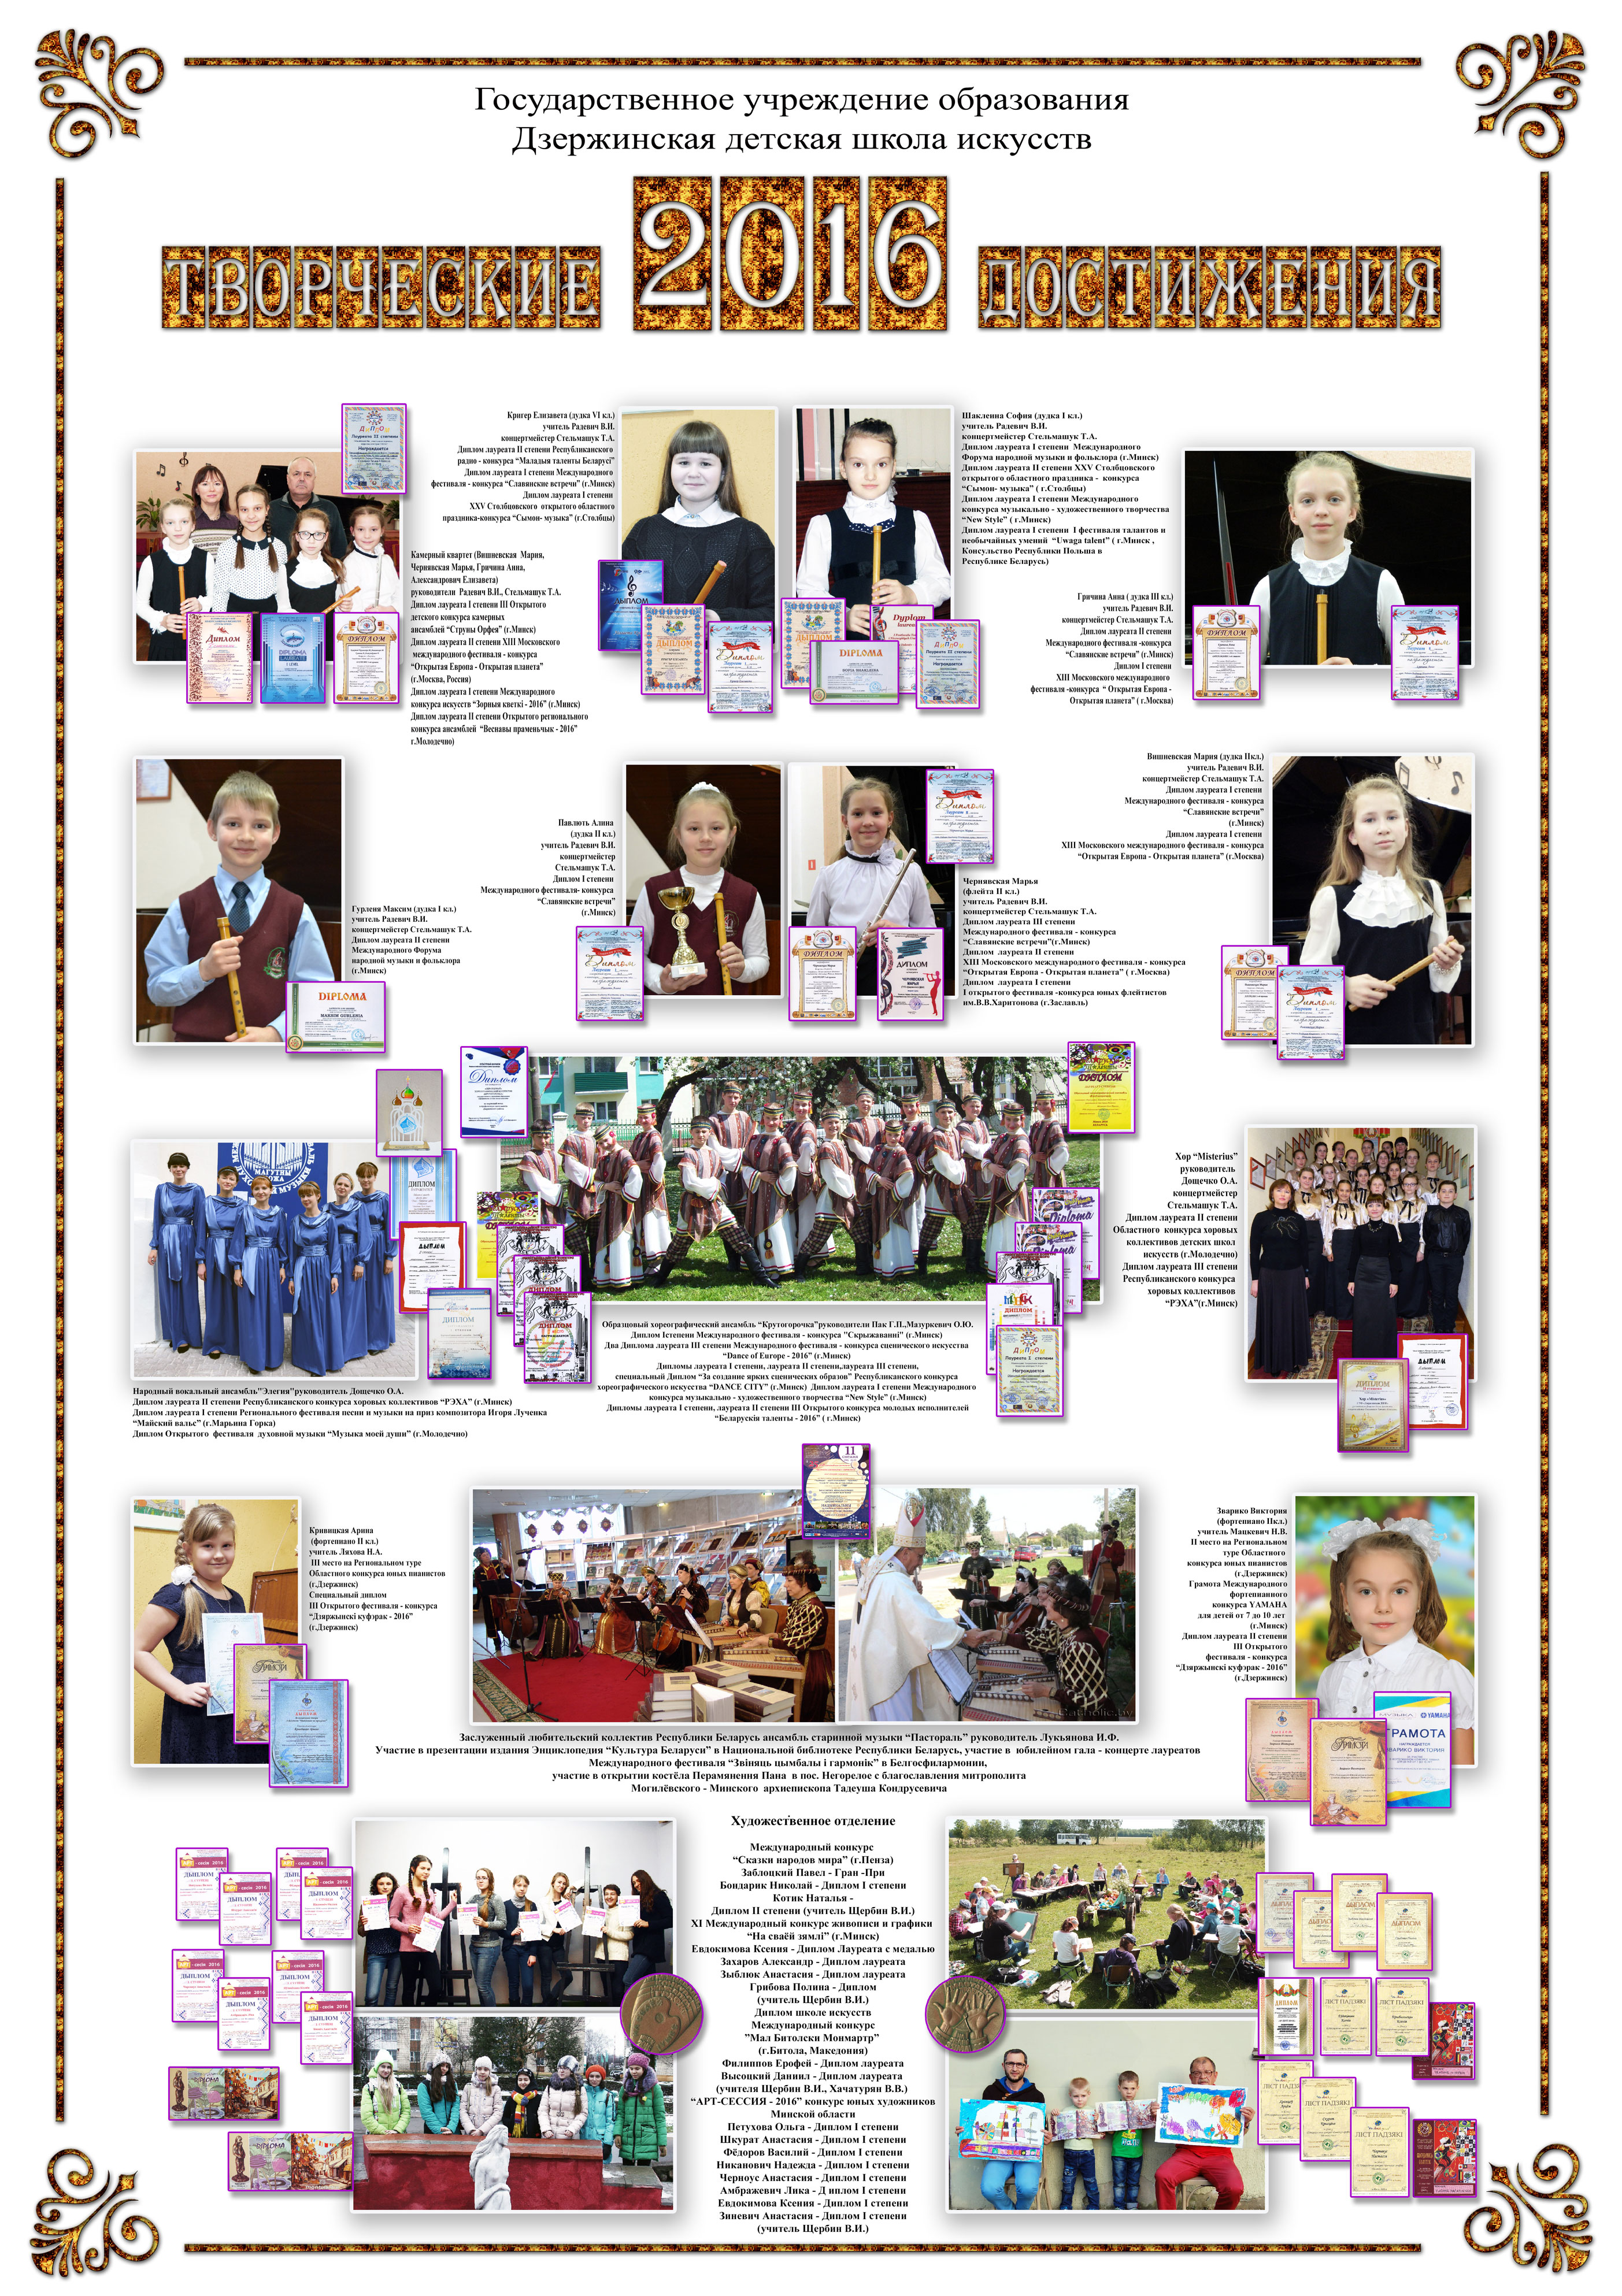 Государственное учреждение образования
Дзержинская детская школа искусств
ТВОРЧЕСКИЕ 2016 ДОСТИЖЕНИЯ
Кригер Елизавета (дудка VI кл.)
учитель Радевич В.И.
концертмейстер Стельмашук Т.А.
Диплом лауреата II степени Республиканского
радио - конкурса “Маладыя таленты Беларусі”
Диплом лауреата I степени Международного
фестиваля - конкурса “Славянские встречи” (г.Минск)
Диплом лауреата I степени
XXV Столбцовского открытого областного
праздника-конкурса “Сымон- музыка” (г.Столбцы)
Шаклеина София (дудка I кл.)
учитель Радевич В.И.
концертмейстер Стельмашук Т.А.
Диплом лауреата I степени Международного
Форума народной музыки и фольклора (г.Минск)
Диплом лауреата II степени XXV Столбцовского
открытого областного праздника - конкурса
“Сымон- музыка” ( г.Столбцы)
Диплом лауреата I степени Международного
конкурса музыкально - художественного творчества
“New Style” ( г.Минск)
Диплом лауреата I степени I фестиваля талантов и
необычайных умений “Uwaga talent” ( г.Минск ,
Консульство Республики Польша в
Республике Беларусь)
Камерный квартет (Вишневская Мария,
Чернявская Марья, Гричина Анна,
Александрович Елизавета)
руководители Радевич В.И., Стельмашук Т.А.
Диплом лауреата I степени III Открытого
детского конкурса камерных
ансамблей “Струны Орфея” (г.Минск)
Диплом лауреата II степени XIII Московского
международного фестиваля - конкурса
“Открытая Европа - Открытая планета”
(г.Москва, Россия)
Диплом лауреата I степени Международного
конкурса искусств “Зорныя кветкі - 2016” (г.Минск)
Диплом лауреата II степени Открытого регионального
конкурса ансамблей “Веснавы праменьчык - 2016”
г.Молодечно)
Гричина Анна ( дудка III кл.)
учитель Радевич В.И.
концертмейстер Стельмашук Т.А.
Диплом лауреата II степени
Международного фестиваля -конкурса
“Славянские встречи” (г.Минск)
Диплом I степени
XIII Московского международного
фестиваля -конкурса “ Открытая Европа -
Открытая планета” ( г.Москва)
Гурленя Максим (дудка I кл.)
учитель Радевич В.И.
концертмейстер Стельмашук Т.А.
Диплом лауреата II степени
Международного Форума
народной музыки и фольклора
(г.Минск)
DIPLOMA
Павлють Алина
(дудка II кл.)
учитель Радевич В.И.
концертмейстер
Стельмашук Т.А.
Диплом I степени
Международного фестиваля- конкурса
“Славянские встречи”
(г.Минск)
Чернявская Марья
(флейта II кл.)
учитель Радевич В.И.
концертмейстер Стельмашук Т.А.
Диплом лауреата III степени
Международного фестиваля - конкурса
“Славянские встречи”(г.Минск)
Диплом лауреата II степени
XIII Московского международного фестиваля - конкурса
“Открытая Европа - Открытая планета” ( г.Москва)
Диплом лауреата I степени
I открытого фестиваля -конкурса юных флейтистов
им.В.В.Харитонова (г.Заславль)
Вишневская Мария (дудка IIкл.)
учитель Радевич В.И.
концертмейстер Стельмашук Т.А.
Диплом лауреата I степени
Международного фестиваля - конкурса
“Славянские встречи”
(г.Минск)
Диплом лауреата I степени
XIII Московского международного фестиваля - конкурса
“Открытая Европа - Открытая планета” (г.Москва)
Народный вокальный ансамбль"Элегия"руководитель Дощечко О.А.
Диплом лауреата II степени Республиканского конкурса хоровых коллективов “РЭХА” (г.Минск)
Диплом лауреата I степени Регионального фестиваля песни и музыки на приз композитора Игоря Лученка
“Майский вальс” (г.Марьина Горка)
Диплом Открытого фестиваля духовной музыки “Музыка моей души” (г.Молодечно)
Образцовый хореографический ансамбль “Крутогорочка”руководители Пак Г.П.,Мазуркевич О.Ю.
Диплом Iстепени Международного фестиваля - конкурса "Скрыжаванні" (г.Минск)
Два Диплома лауреата III степени Международного фестиваля - конкурса сценического искусства
“Dance of Europe - 2016” (г.Минск)
Дипломы лауреата I степени, лауреата II степени,лауреата III степени,
специальный Диплом “За создание ярких сценических образов” Республиканского конкурса
хореографического искусства “DANCE CITY” (г.Минск) Диплом лауреата I степени Международного
конкурса музыкально - художественного творчества “New Style” (г.Минск)
Дипломы лауреата I степени, лауреата II степени III Открытого конкурса молодых исполнителей
“Беларускія таленты - 2016” ( г.Минск)
Хор “Misterius”
руководитель
Дощечко О.А.
концертмейстер
Стельмашук Т.А.
Диплом лауреата II степени
Областного конкурса хоровых
коллективов детских школ
искусств (г.Молодечно)
Диплом лауреата III степени
Республиканского конкурса
хоровых коллективов
“РЭХА”(г.Минск)
Кривицкая Арина
(фортепиано II кл.)
учитель Ляхова Н.А.
III место на Региональном туре
Областного конкурса юных пианистов
(г.Дзержинск)
Специальный диплом
III Открытого фестиваля - конкурса
“Дзяржынскі куфэрак - 2016”
(г.Дзержинск)
Зварико Виктория
(фортепиано IIкл.)
учитель Мацкевич Н.В.
II место на Региональном
туре Областного
конкурса юных пианистов
(г.Дзержинск)
Грамота Международного
фортепианного
конкурса YAMAHA
для детей от 7 до 10 лет
(г.Минск)
Диплом лауреата II степени
III Открытого
фестиваля - конкурса
“Дзяржынскі куфэрак - 2016”
(г.Дзержинск)
Заслуженный любительский коллектив Республики Беларусь ансамбль старинной музыки “Пастораль” руководитель Лукьянова И.Ф.
Участие в презентации издания Энциклопедия “Культура Беларуси” в Национальной библиотеке Республики Беларусь, участие в юбилейном гала - концерте лауреатов
Международного фестиваля “Звіняць цымбалы і гармонік” в Белгосфилармонии,
участие в открытии костёла Перамянення Пана в пос. Негорелое с благославления митрополита
Могилёвского - Минского архиепископа Тадеуша Кондрусевича
Художественное отделение
Международный конкурс
“Сказки народов мира” (г.Пенза)
Заблоцкий Павел - Гран -При
Бондарик Николай - Диплом I степени
Котик Наталья -
Диплом II степени (учитель Щербин В.И.)
XI Международный конкурс живописи и графики
“На сваёй зямлі” (г.Минск)
Евдокимова Ксения - Диплом Лауреата с медалью
Захаров Александр - Диплом лауреата
Зыблюк Анастасия - Диплом лауреата
Грибова Полина - Диплом
(учитель Щербин В.И.)
Диплом школе искусств
Международный конкурс
”Мал Битолски Монмартр”
(г.Битола, Македония)
Филиппов Ерофей - Диплом лауреата
Высоцкий Даниил - Диплом лауреата
(учителя Щербин В.И., Хачатурян В.В.)
“АРТ-СЕССИЯ - 2016” конкурс юных художников
Минской области
Петухова Ольга - Диплом I степени
Шкурат Анастасия - Диплом I степени
Фёдоров Василий - Диплом I степени
Никанович Надежда - Диплом I степени
Черноус Анастасия - Диплом I степени
Амбражевич Лика - Д иплом I степени
Евдокимова Ксения - Диплом I степени
Зиневич Анастасия - Диплом I степени
(учитель Щербин В.И.)